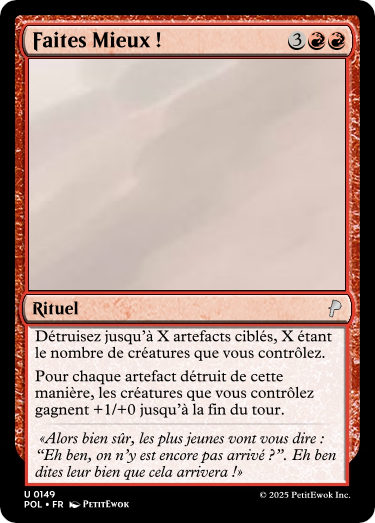 Faites Mieux ! 3
Rituel
Détruisez jusqu'à X artefacts ciblés, X étant
le nombre de créatures que vous contrôlez.
Pour chaque artefact détruit de cette
manière, les créatures que vous contrôlez
gagnent +1/+0 jusqu'à la fin du tour.
«Alors bien sûr, les plus jeunes vont vous dire :
“Eh ben, on n'y est encore pas arrivé ?”. Eh ben
dites leur bien que cela arrivera !»
U 0149
POL • FR PetitEwok
© 2025 PetitEwok Inc.